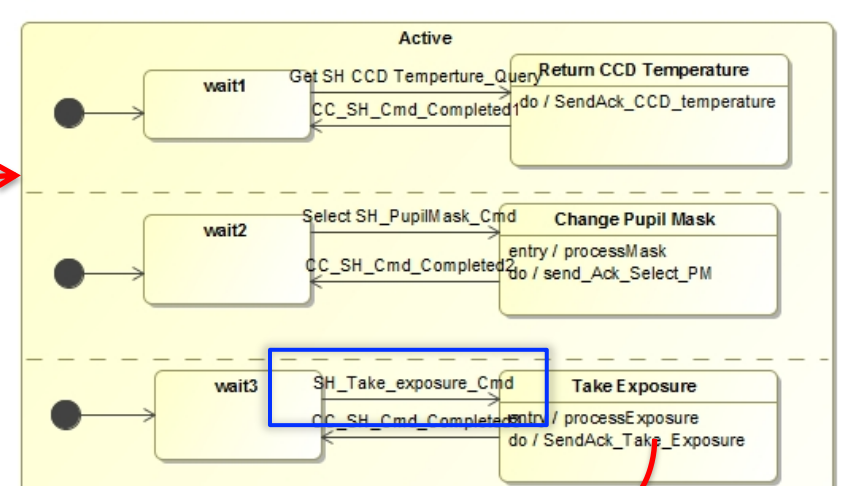 Active
wait1
Get SH CCD Temperture_Query
Return CCD Temperature
CC_SH_Cmd_Completed1
do / SendAck_CCD_temperature
wait2
Select SH_PupilMask_Cmd
Change Pupil Mask
entry / processMask
CC_SH_Cmd_Completed2
do / send_Ack_Select_PM
wait3
SH_Take_exposure_Cmd
Take Exposure
CC_SH_Cmd_Completed3
entry / processExposure
do / SendAck_Take_Exposure